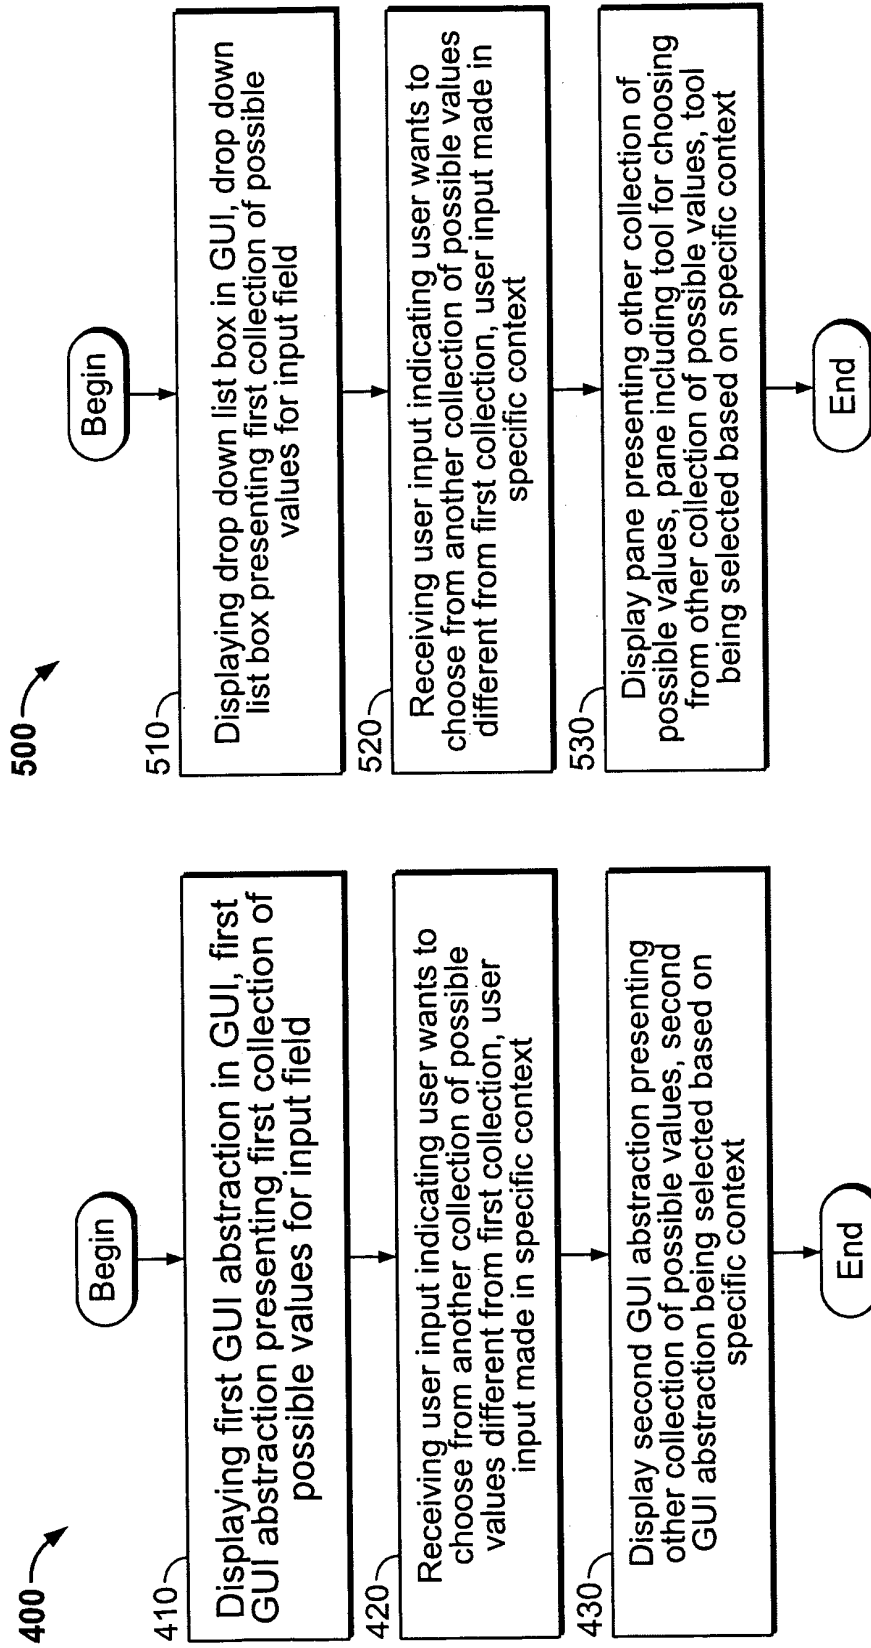 400
Begin
410
Displaying first GUI abstraction in GUI, first
GUI abstraction presenting first collection of
possible values for input field
420
Receiving user input indicating user wants to
choose from another collection of possible
values different from first collection, user
input made in specific context
430
Display second GUI abstraction presenting
other collection of possible values, second
GUI abstraction being selected based on
specific context
End
500
Begin
510
Displaying drop down list box in GUI, drop down
list box presenting first collection of possible
values for input field
520
Receiving user input indicating user wants to
choose from another collection of possible values
different from first collection, user input made in
specific context
530
Display pane presenting other collection of
possible values, pane including tool for choosing
from other collection of possible values, tool
being selected based on specific context
End